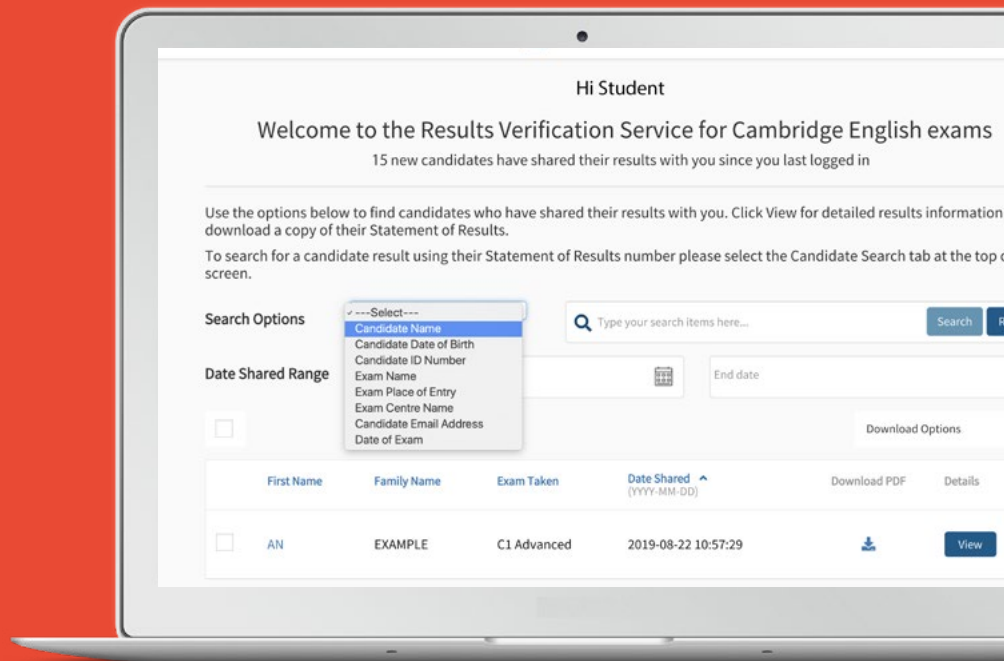 Hi Student
Welcome to the Results Verification Service for Cambridge English exams
15 new candidates have shared their results with you since you last logged in
Use the options below to find candidates who have shared their results with you. Click View for detailed results information
download a copy of their Statement of Results.
To search for a candidate result using their Statement of Results number please select the Candidate Search tab at the top
screen.
Search Options
✓ ---Select---
Candidate Name
Candidate Date of Birth
Candidate ID Number
Exam Name
Exam Place of Entry
Exam Centre Name
Candidate Email Address
Date of Exam
Type your search items here...
Search
Date Shared Range
End date
Download Options
First Name Family Name Exam Taken Date Shared Download PDF Details
(YYYY-MM-DD)
AN EXAMPLE C1 Advanced 2019-08-22 10:57:29 View